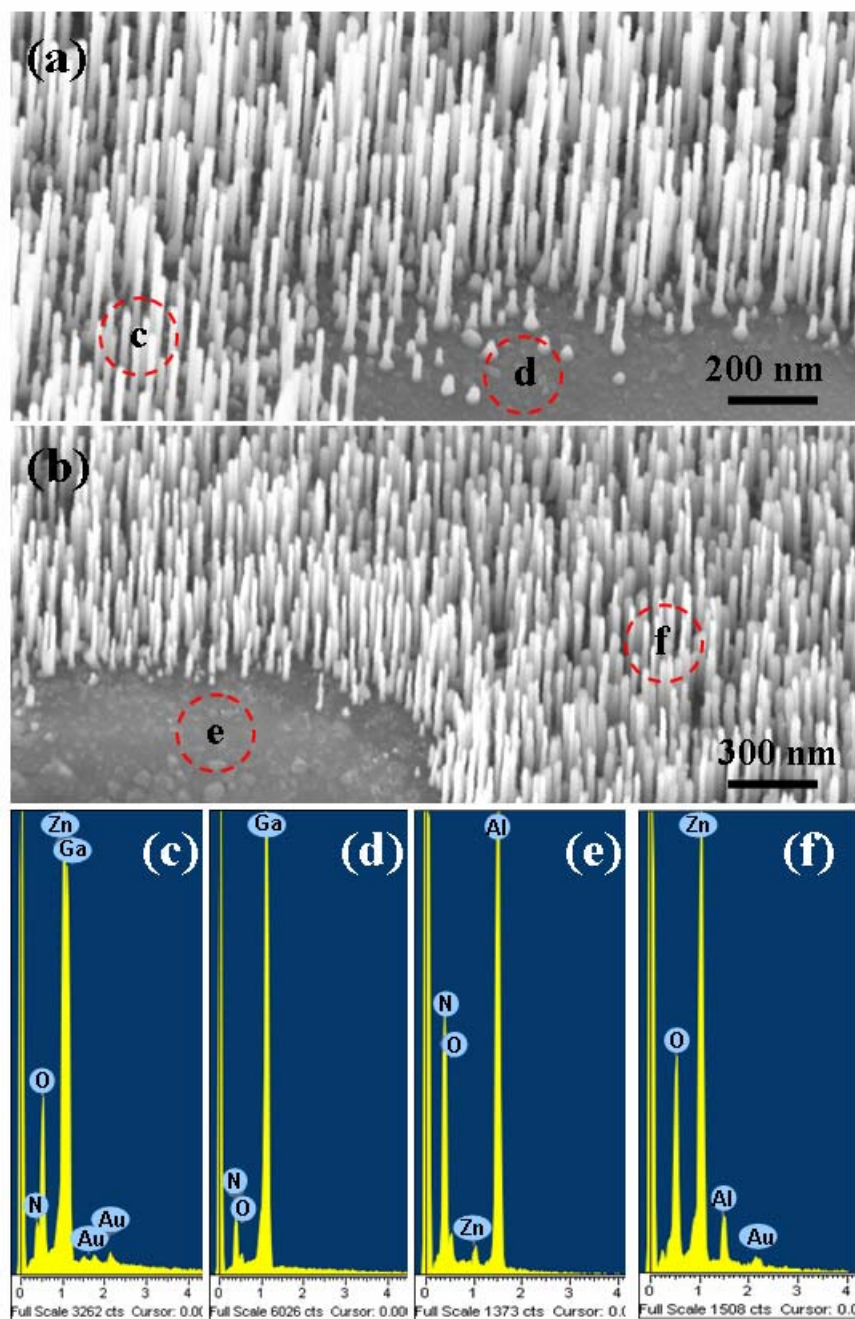 (a)
c
d
200 nm
(b)
f
e
300 nm
(c)
Zn
Ga
O
N
Au
Au
0 1 2 3 4
Full Scale 3262 cts Cursor: 0.00
(d)
Ga
N
O
0 1 2 3 4
Full Scale 6026 cts Cursor: 0.00
(e)
Al
N
O
Zn
0 1 2 3 4
Full Scale 1373 cts Cursor: 0.0
(f)
Zn
O
Al
Au
0 1 2 3 4
Full Scale 1508 cts Cursor: 0.0